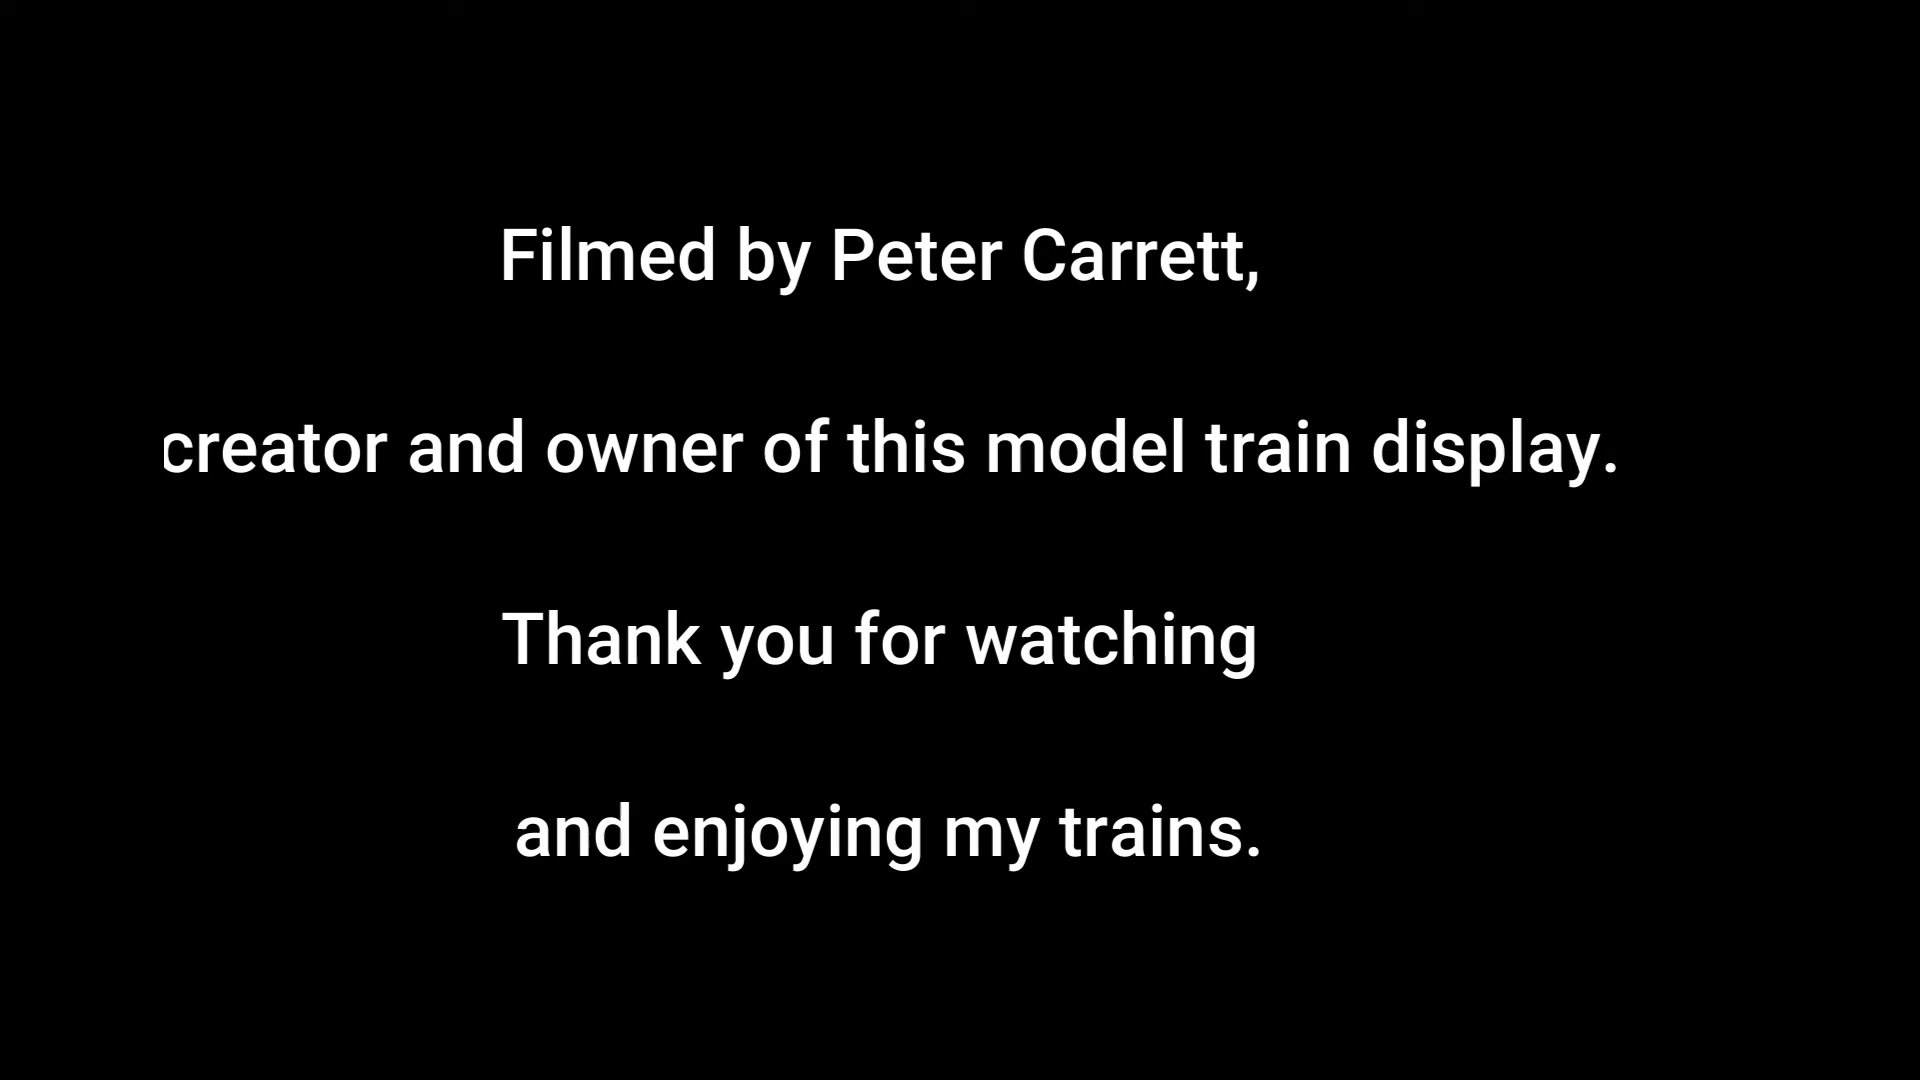 Filmed by Peter Carrett,
creator and owner of this model train display.
Thank you for watching
and enjoying my trains.